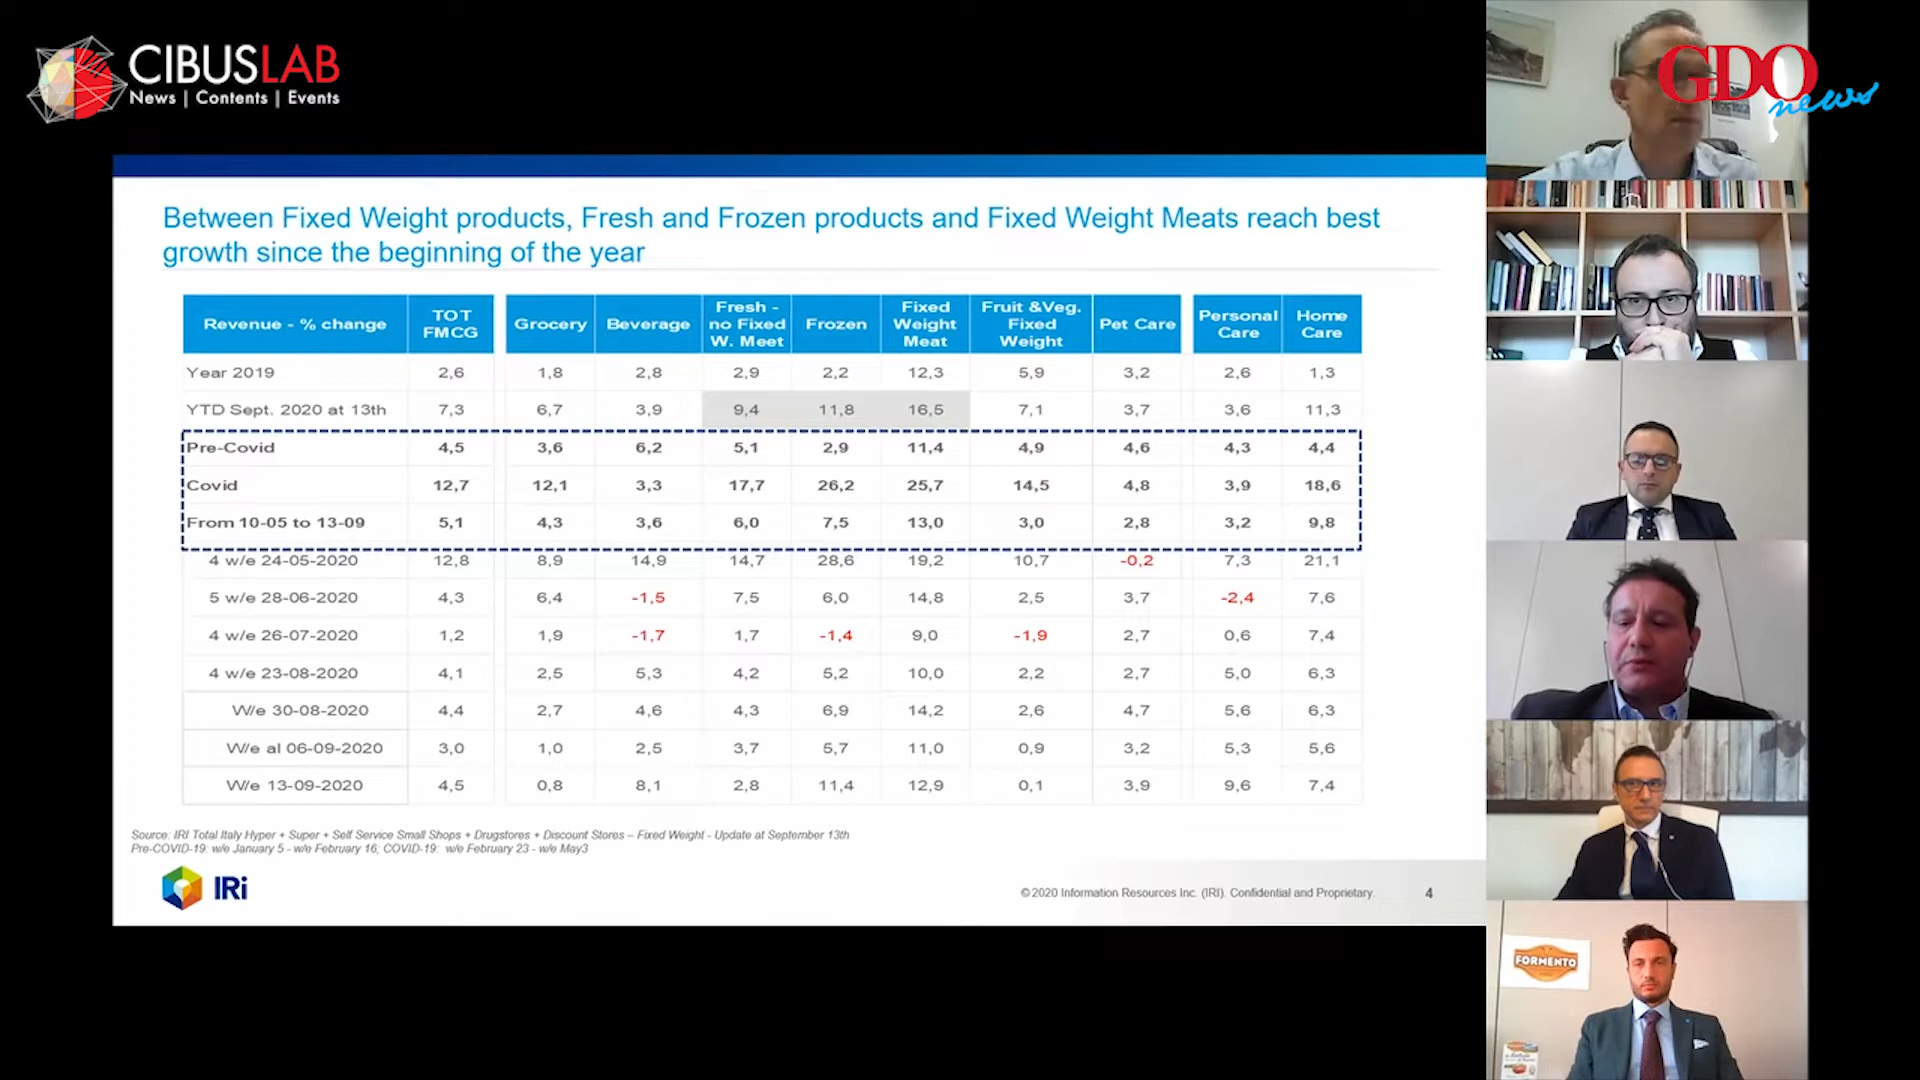 CIBUSLAB
News | Contents | Events
GDO
news
Between Fixed Weight products, Fresh and Frozen products and Fixed Weight Meats reach best
growth since the beginning of the year
Revenue - % change TOT FMCG Grocery Beverage Fresh - no Fixed W. Meet Frozen Fixed Weight Meat Fruit &Veg. Fixed Weight Pet Care Personal Care Home Care
Year 2019 2,6 1,8 2,8 2,9 2,2 12,3 5,9 3,2 2,6 1,3
YTD Sept. 2020 at 13th 7,3 6,7 3,9 9,4 11,8 16,5 7,1 3,7 3,6 11,3
Pre-Covid 4,5 3,6 6,2 5,1 2,9 11,4 4,9 4,6 4,3 4,4
Covid 12,7 12,1 3,3 17,7 26,2 25,7 14,5 4,8 3,9 18,6
From 10-05 to 13-09 5,1 4,3 3,6 6,0 7,5 13,0 3,0 2,8 3,2 9,8
4 w/e 24-05-2020 12,8 8,9 14,9 14,7 28,6 19,2 10,7 -0,2 7,3 21,1
5 w/e 28-06-2020 4,3 6,4 -1,5 7,5 6,0 14,8 2,5 3,7 -2,4 7,6
4 w/e 26-07-2020 1,2 1,9 -1,7 1,7 -1,4 9,0 -1,9 2,7 0,6 7,4
4 w/e 23-08-2020 4,1 2,5 5,3 4,2 5,2 10,0 2,2 2,7 5,0 6,3
W/e 30-08-2020 4,4 2,7 4,6 4,3 6,9 14,2 2,6 4,7 5,6 6,3
W/e al 06-09-2020 3,0 1,0 2,5 3,7 5,7 11,0 0,9 3,2 5,3 5,6
W/e 13-09-2020 4,5 0,8 8,1 2,8 11,4 12,9 0,1 3,9 9,6 7,4
Source: IRI Total Italy Hyper + Super + Self Service Small Shops + Drugstores + Discount Stores – Fixed Weight - Update at September 13th
Pre-COVID-19: w/e January 5 - w/e February 16; COVID-19: w/e February 23 - w/e May3
IRi
©2020 Information Resources Inc. (IRI). Confidential and Proprietary.
4
FORMENTO